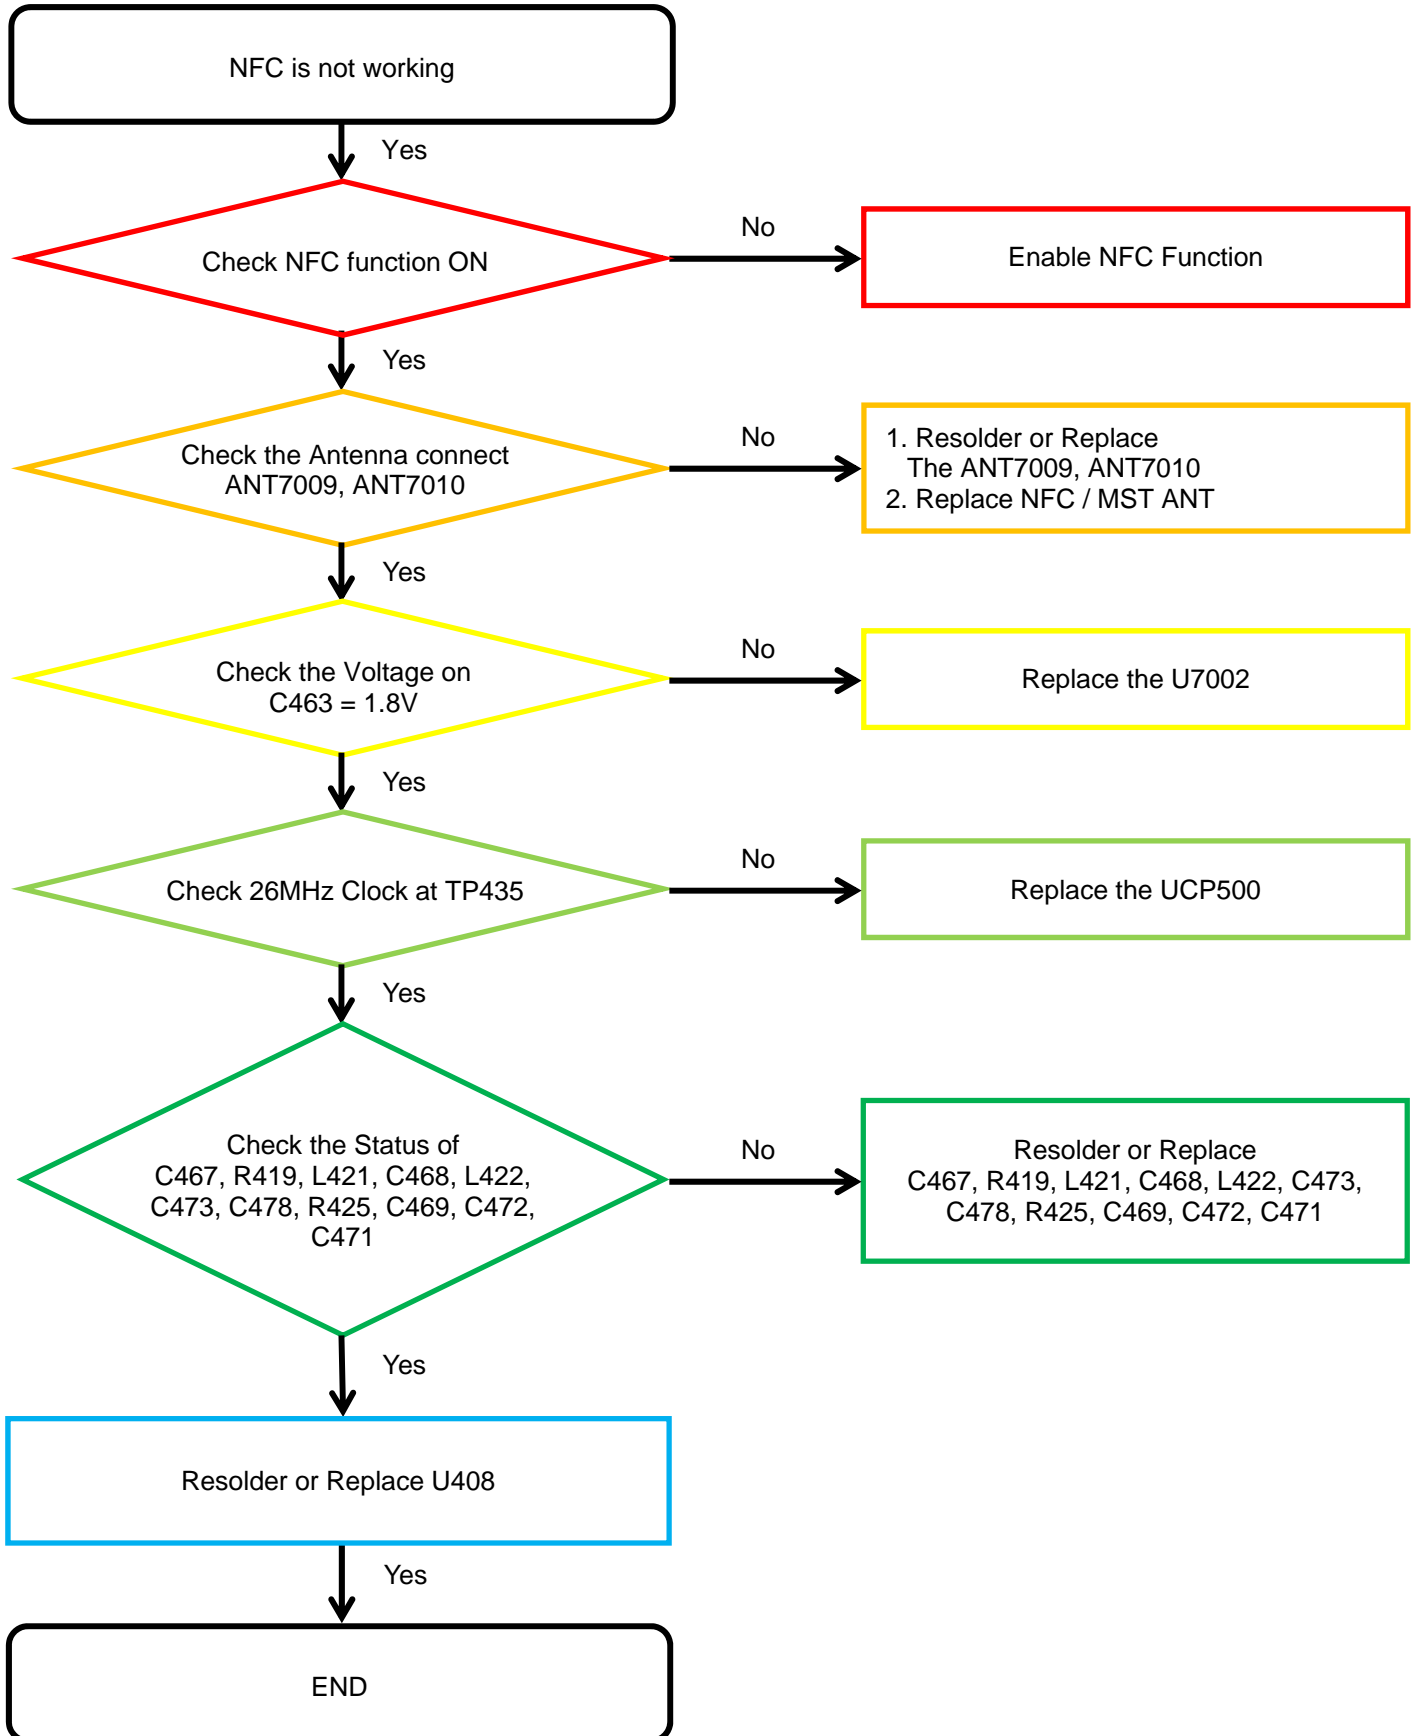 NFC is not working
Yes
Check NFC function ON
No
Enable NFC Function
Yes
Check the Antenna connect
ANT7009, ANT7010
No
1. Resolder or Replace
The ANT7009, ANT7010
2. Replace NFC / MST ANT
Yes
Check the Voltage on
C463 = 1.8V
No
Replace the U7002
Yes
Check 26MHz Clock at TP435
No
Replace the UCP500
Yes
Check the Status of
C467, R419, L421, C468, L422,
C473, C478, R425, C469, C472,
C471
No
Resolder or Replace
C467, R419, L421, C468, L422, C473,
C478, R425, C469, C472, C471
Yes
Resolder or Replace U408
Yes
END